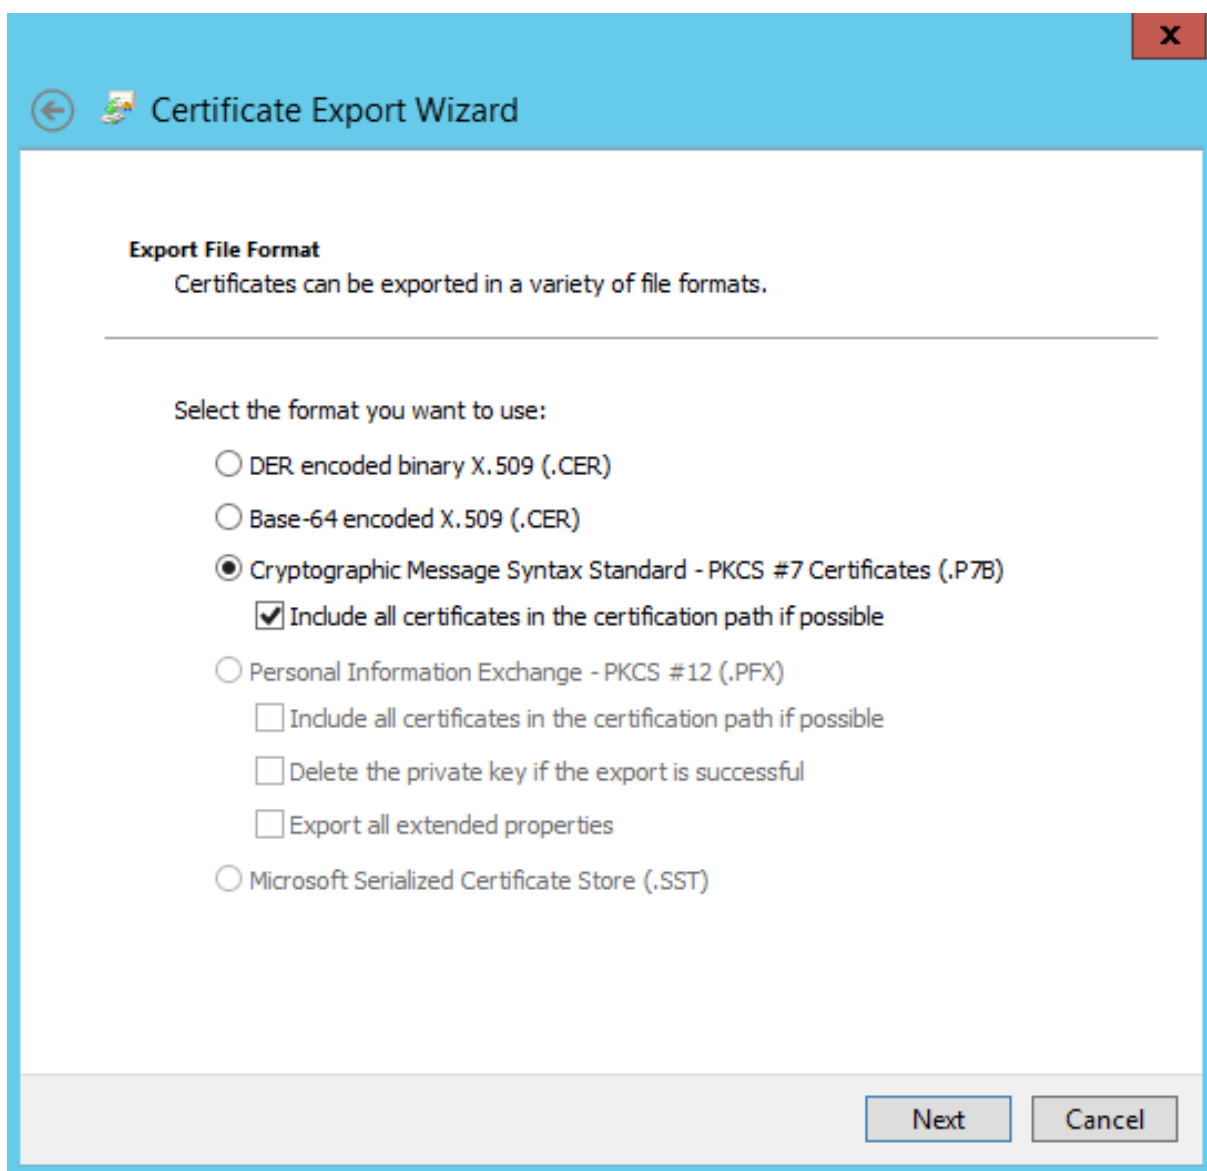 x
Certificate Export Wizard
Export File Format
Certificates can be exported in a variety of file formats.
Select the format you want to use:
DER encoded binary X.509 (.CER)
Base-64 encoded X.509 (.CER)
Cryptographic Message Syntax Standard - PKCS #7 Certificates (.P7B)
Include all certificates in the certification path if possible
Personal Information Exchange - PKCS #12 (.PFX)
Include all certificates in the certification path if possible
Delete the private key if the export is successful
Export all extended properties
Microsoft Serialized Certificate Store (.SST)
Next Cancel